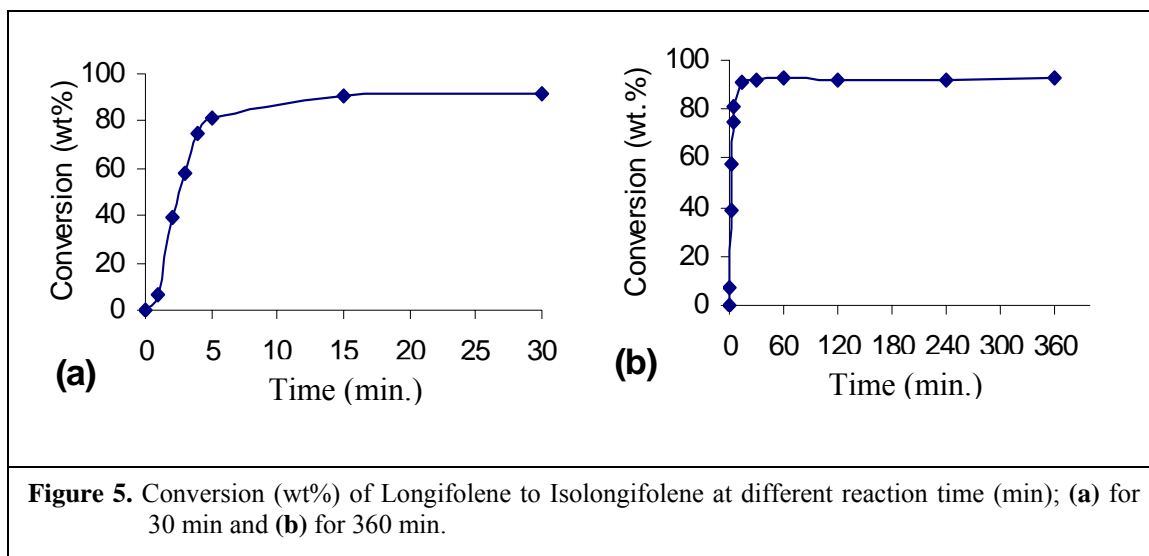 100
80
60
40
20
0
Conversion (wt%)
0 5 10 15 20 25 30
(a)
Time (min.)
100
80
60
40
20
0
Conversion (wt.%)
0 60 120 180 240 300 360
(b)
Time (min.)
Figure 5. Conversion (wt%) of Longifolene to Isolongifolene at different reaction time (min); (a) for
30 min and (b) for 360 min.